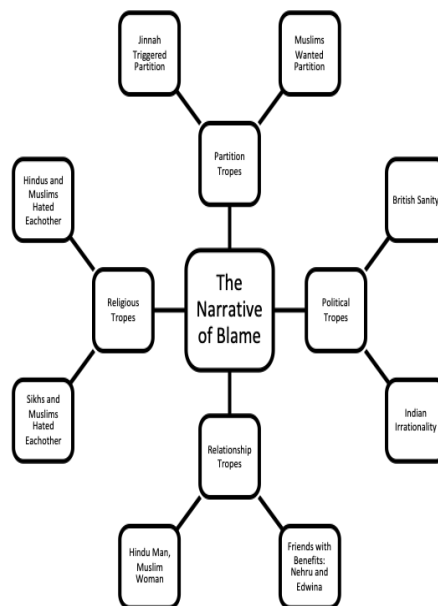 Jinnah
Triggered
Partition
Muslims
Wanted
Partition
Partition
Tropes
Hindus and
Muslims
Hated
Eachother
British Sanity
The
Narrative
of Blame
Religious
Tropes
Political
Tropes
Sikhs and
Muslims
Hated
Eachother
Indian
Irrationality
Relationship
Tropes
Hindu Man,
Muslim
Woman
Friends with
Benefits:
Nehru and
Edwina